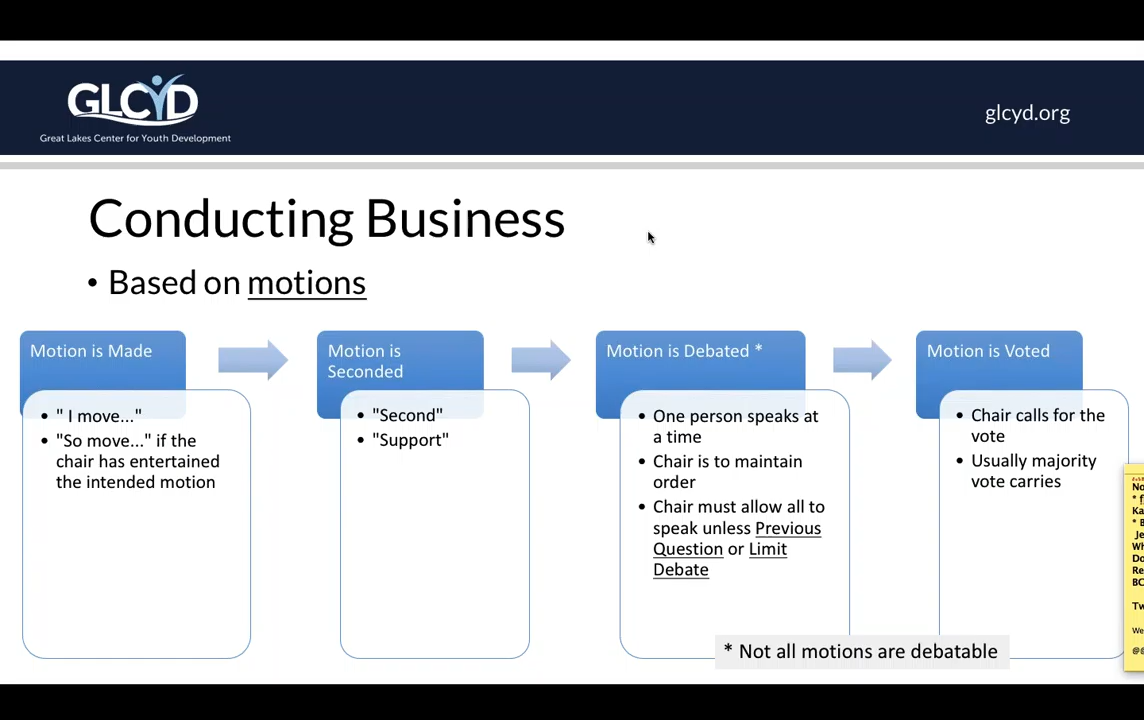 GLCYD
Great Lakes Center for Youth Development
glcyd.org
Conducting Business
• Based on motions
Motion is Made
• " I move..."
• "So move..." if the
chair has entertained
the intended motion
Motion is
Seconded
• "Second"
• "Support"
Motion is Debated *
• One person speaks at
a time
• Chair is to maintain
order
• Chair must allow all to
speak unless Previous
Question or Limit
Debate
Motion is Voted
• Chair calls for the
vote
• Usually majority
vote carries
* Not all motions are debatable